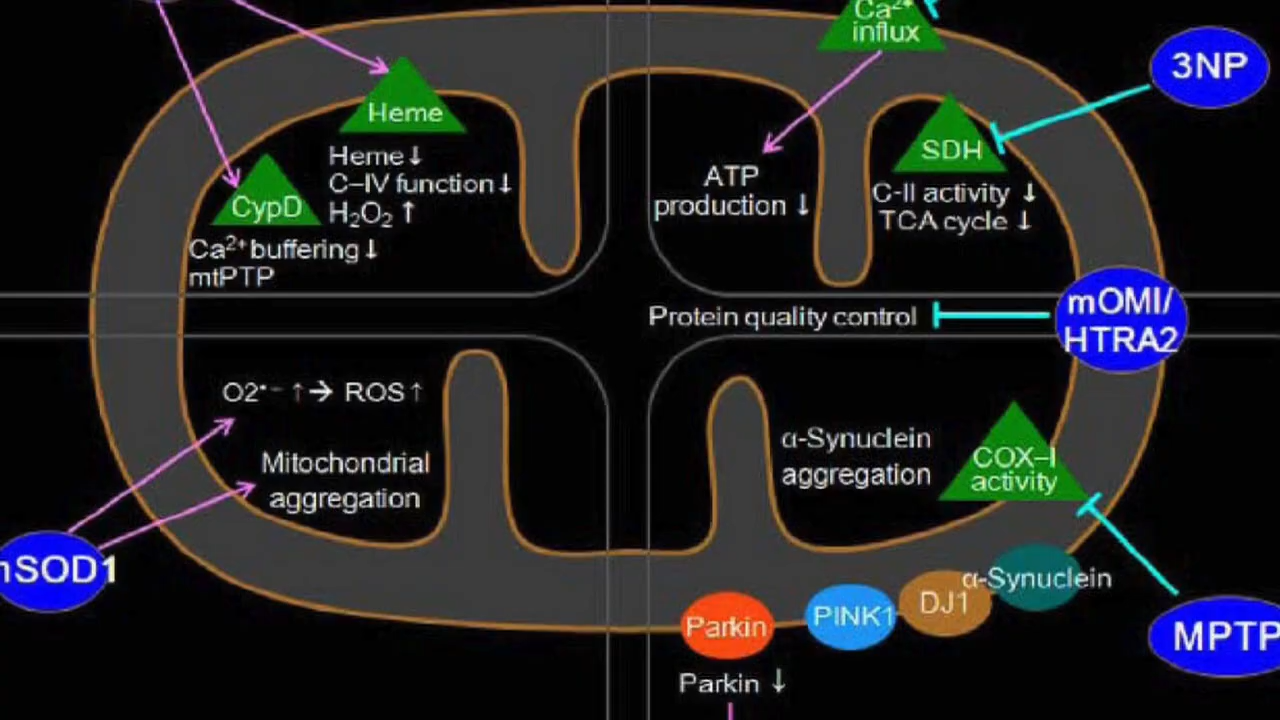 Ca²⁺
influx
3NP
Heme
SDH
Heme↓
C–IV function↓
H₂O₂ ↑
CypD
Ca²⁺buffering↓
mtPTP
ATP
production ↓
C-II activity ↓
TCA cycle ↓
Protein quality control
mOMI/
HTRA2
O2•⁻ ↑→ ROS↑
Mitochondrial
aggregation
α-Synuclein
aggregation
COX–I
activity
mSOD1
α-Synuclein
DJ1
PINK1
Parkin
MPTP
Parkin ↓